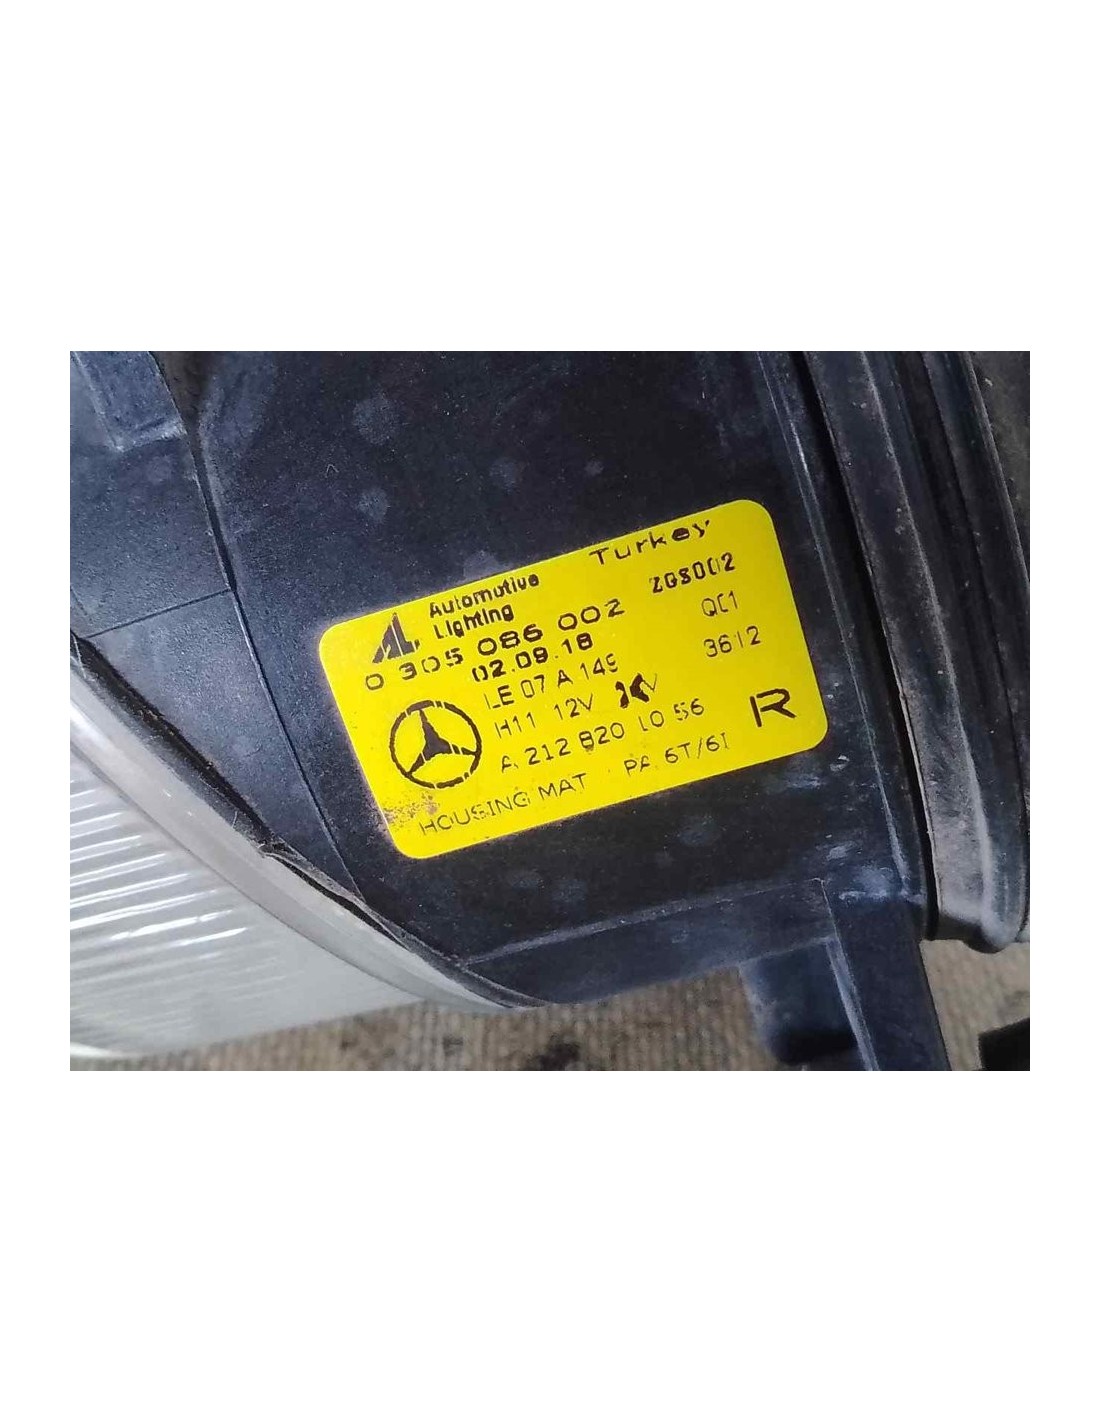 Turkey
Automotive
Lighting
ZGS002
0 305 086 002
QC1
02.09.18
3612
LE 07 A 149
H11 12V
A 212 820 10 56
R
HOUSING MAT PA 6T/6I